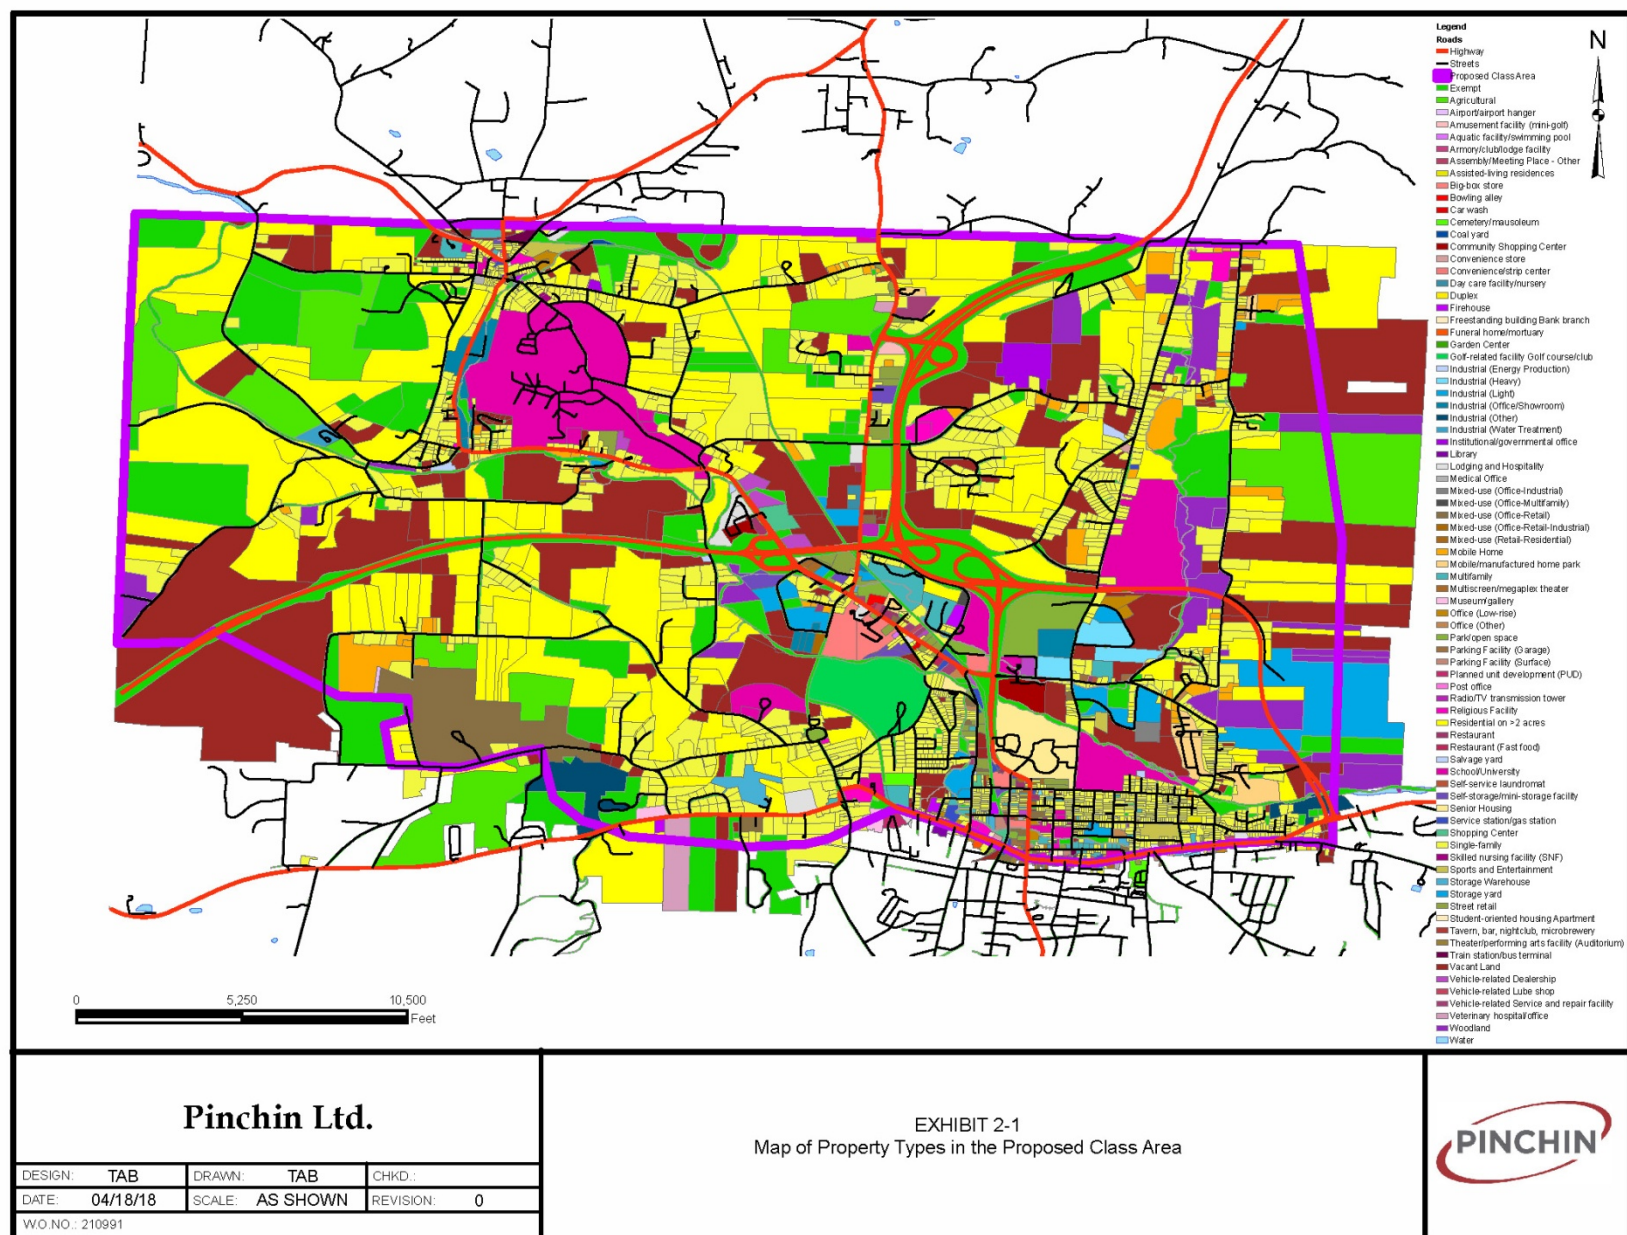 Legend
Roads
Highway
Streets
Proposed Class Area
Exempt
Agricultural
Airport/airport hanger
Amusement facility (mini-golf)
Aquatic facility/swimming pool
Armory/club/lodge facility
Assembly/Meeting Place - Other
Assisted-living residences
Big-box store
Bowling alley
Car wash
Cemetery/mausoleum
Coal yard
Community Shopping Center
Convenience store
Convenience/strip center
Day care facility/nursery
Duplex
Firehouse
Freestanding building Bank branch
Funeral home/mortuary
Garden Center
Golf-related facility Golf course/club
Industrial (Energy Production)
Industrial (Heavy)
Industrial (Light)
Industrial (Office/Showroom)
Industrial (Other)
Industrial (Water Treatment)
Institutional/governmental office
Library
Lodging and Hospitality
Medical Office
Mixed-use (Office-Industrial)
Mixed-use (Office-Multifamily)
Mixed-use (Office-Retail)
Mixed-use (Office-Retail-Industrial)
Mixed-use (Retail-Residential)
Mobile Home
Mobile/manufactured home park
Multifamily
Multiscreen/megaplex theater
Museum/gallery
Office (Low-rise)
Office (Other)
Park/open space
Parking Facility (Garage)
Parking Facility (Surface)
Planned unit development (PUD)
Post office
Radio/TV transmission tower
Religious Facility
Residential on >2 acres
Restaurant
Restaurant (Fast food)
Salvage yard
School/University
Self-service laundromat
Self-storage/mini-storage facility
Senior Housing
Service station/gas station
Shopping Center
Single-family
Skilled nursing facility (SNF)
Sports and Entertainment
Storage Warehouse
Storage yard
Street retail
Student-oriented housing Apartment
Tavern, bar, nightclub, microbrewery
Theater/performing arts facility (Auditorium)
Train station/bus terminal
Vacant Land
Vehicle-related Dealership
Vehicle-related Lube shop
Vehicle-related Service and repair facility
Veterinary hospital/office
Woodland
Water
N
0 5,250 10,500
Feet
Pinchin Ltd.
DESIGN: TAB DRAWN: TAB CHKD.:
DATE: 04/18/18 SCALE: AS SHOWN REVISION: 0
W.O.NO.: 210991
EXHIBIT 2-1
Map of Property Types in the Proposed Class Area
PINCHIN